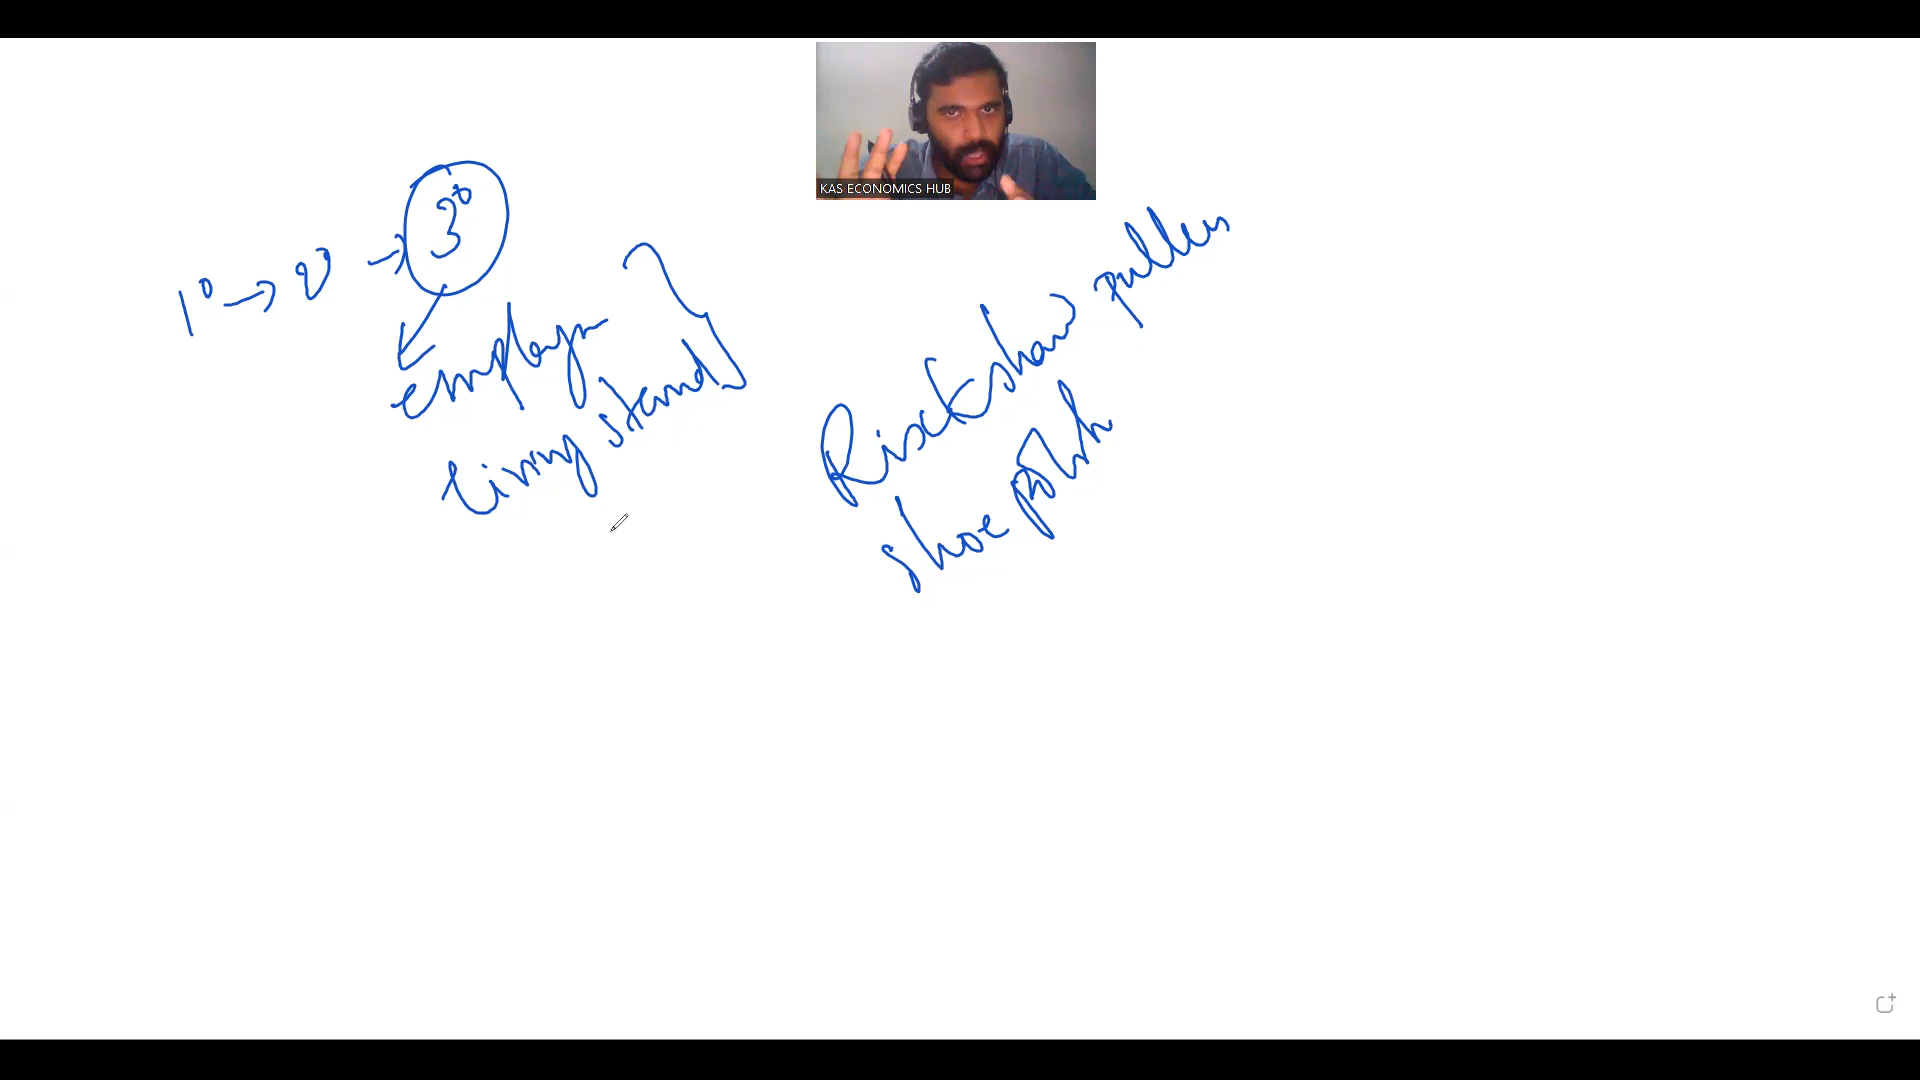 KAS ECONOMICS HUB
1° → 2° → 3°
employm
living stand
Rickshaw pullers
shoe polish